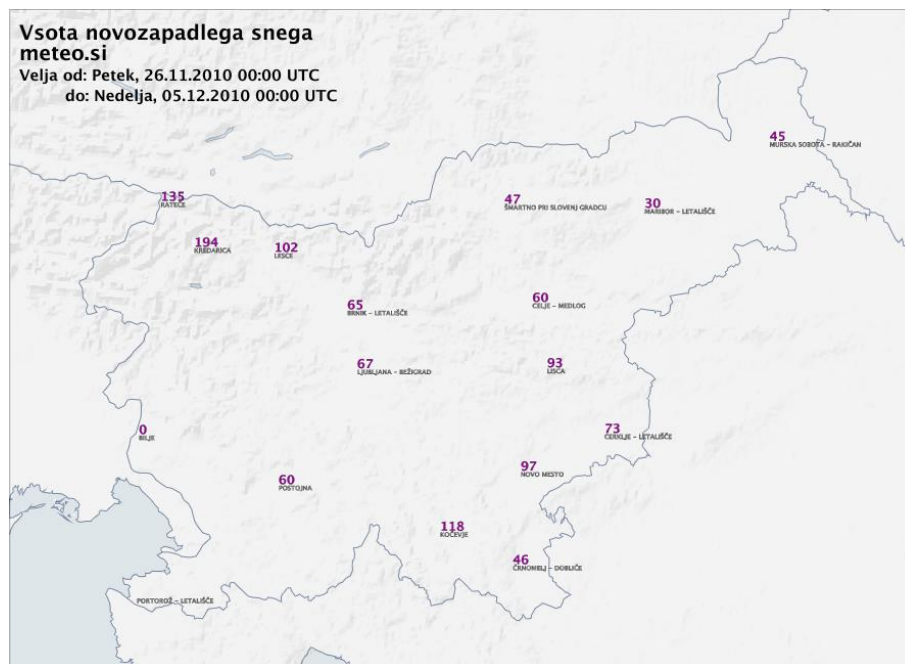 Vsota novozapadlega snega
meteo.si
Velja od: Petek, 26.11.2010 00:00 UTC
do: Nedelja, 05.12.2010 00:00 UTC
45
MURSKA SOBOTA - RAKIČAN
135
RATEČE
47
ŠMARTNO PRI SLOVENJ GRADCU
30
MARIBOR - LETALIŠČE
194
KREDARICA
102
LESCE
65
BRNIK - LETALIŠČE
60
CELJE - MEDLOG
67
LJUBLJANA - BEŽIGRAD
93
LISCA
0
BILJE
73
CERKLJE - LETALIŠČE
60
POSTOJNA
97
NOVO MESTO
118
KOČEVJE
46
ČRNOMELJ - DOBLIČE
PORTOROŽ - LETALIŠČE